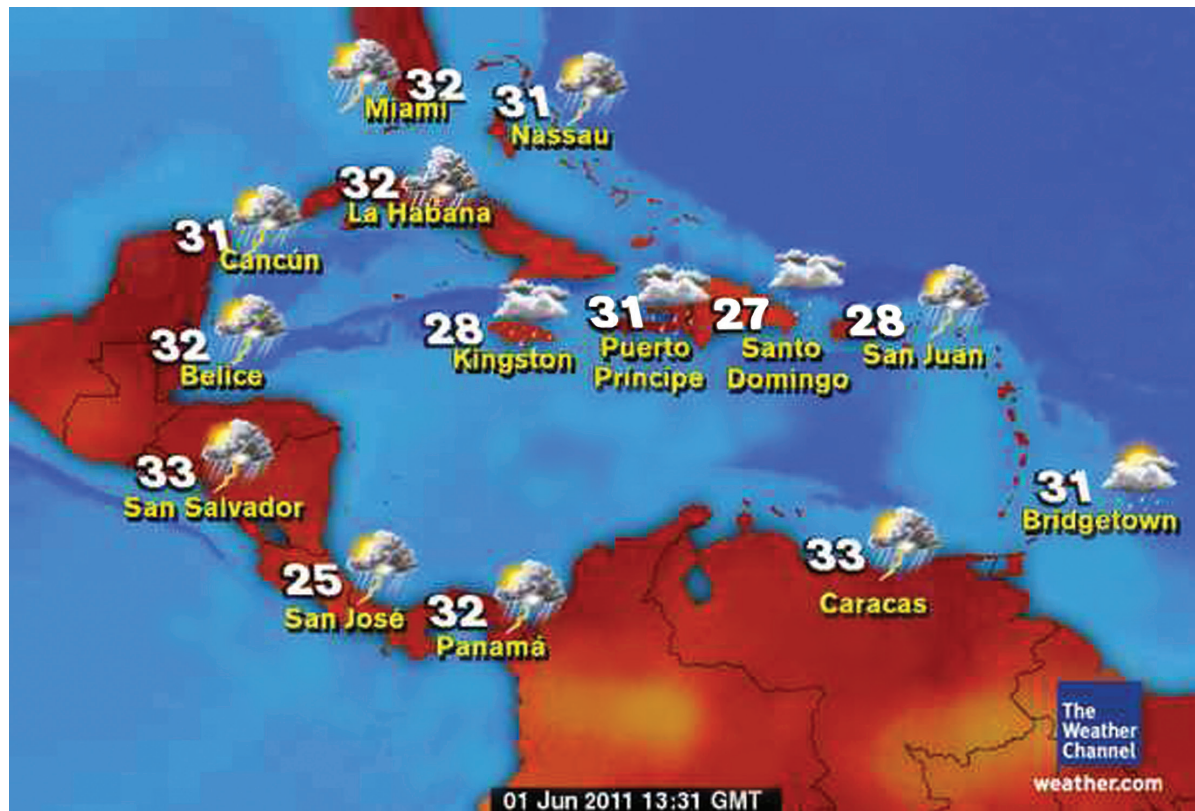 32
Miami
31
Nassau
32
La Habana
31
Cancún
32
Belice
28
Kingston
31
Puerto
Príncipe
27
Santo
Domingo
28
San Juan
33
San Salvador
31
Bridgetown
25
San José
32
Panamá
33
Caracas
The
Weather
Channel
weather.com
01 Jun 2011 13:31 GMT